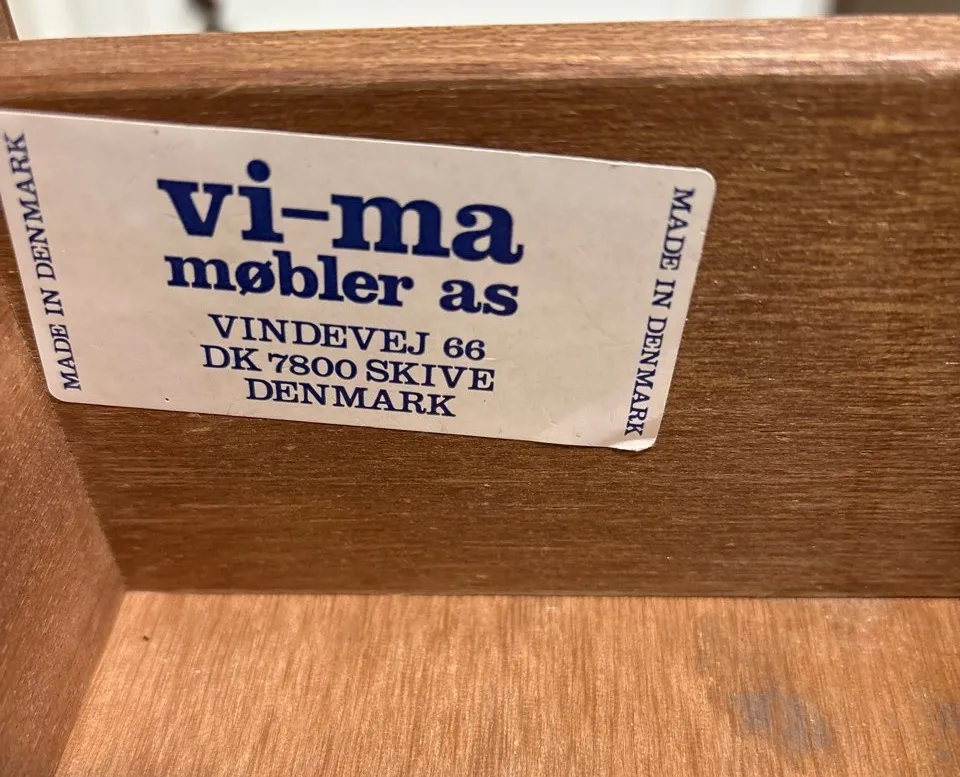 MADE IN DENMARK
vi-ma
møbler as
VINDEVEJ 66
DK 7800 SKIVE
DENMARK
MADE IN DENMARK